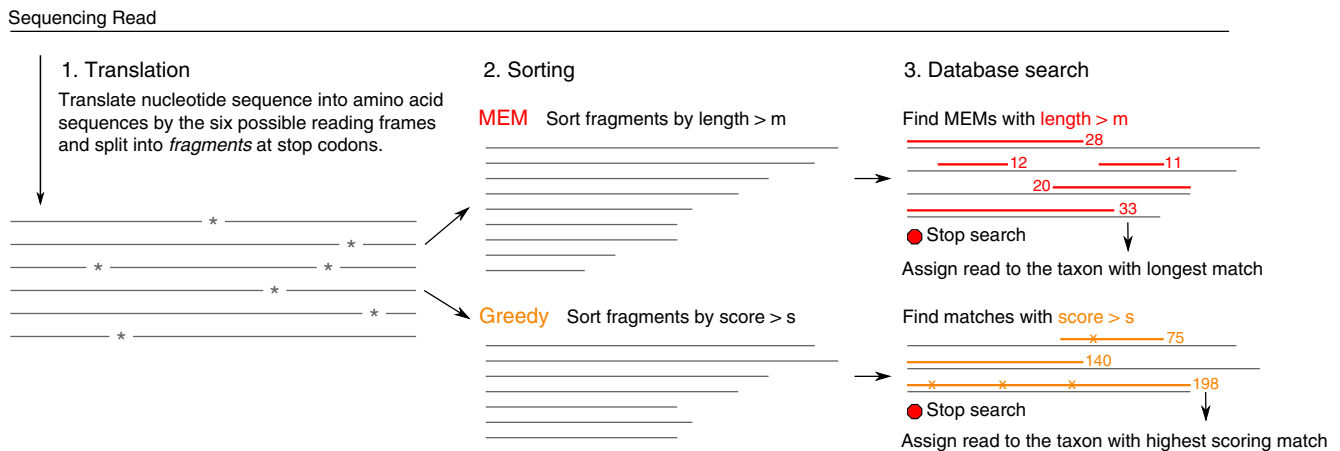 Sequencing Read
1. Translation
Translate nucleotide sequence into amino acid
sequences by the six possible reading frames
and split into fragments at stop codons.
*
*
* *
*
*
*
2. Sorting
MEM Sort fragments by length > m
Greedy Sort fragments by score > s
3. Database search
Find MEMs with length > m
28
12 11
20
33
Stop search
Assign read to the taxon with longest match
Find matches with score > s
x 75
140
x x x 198
Stop search
Assign read to the taxon with highest scoring match